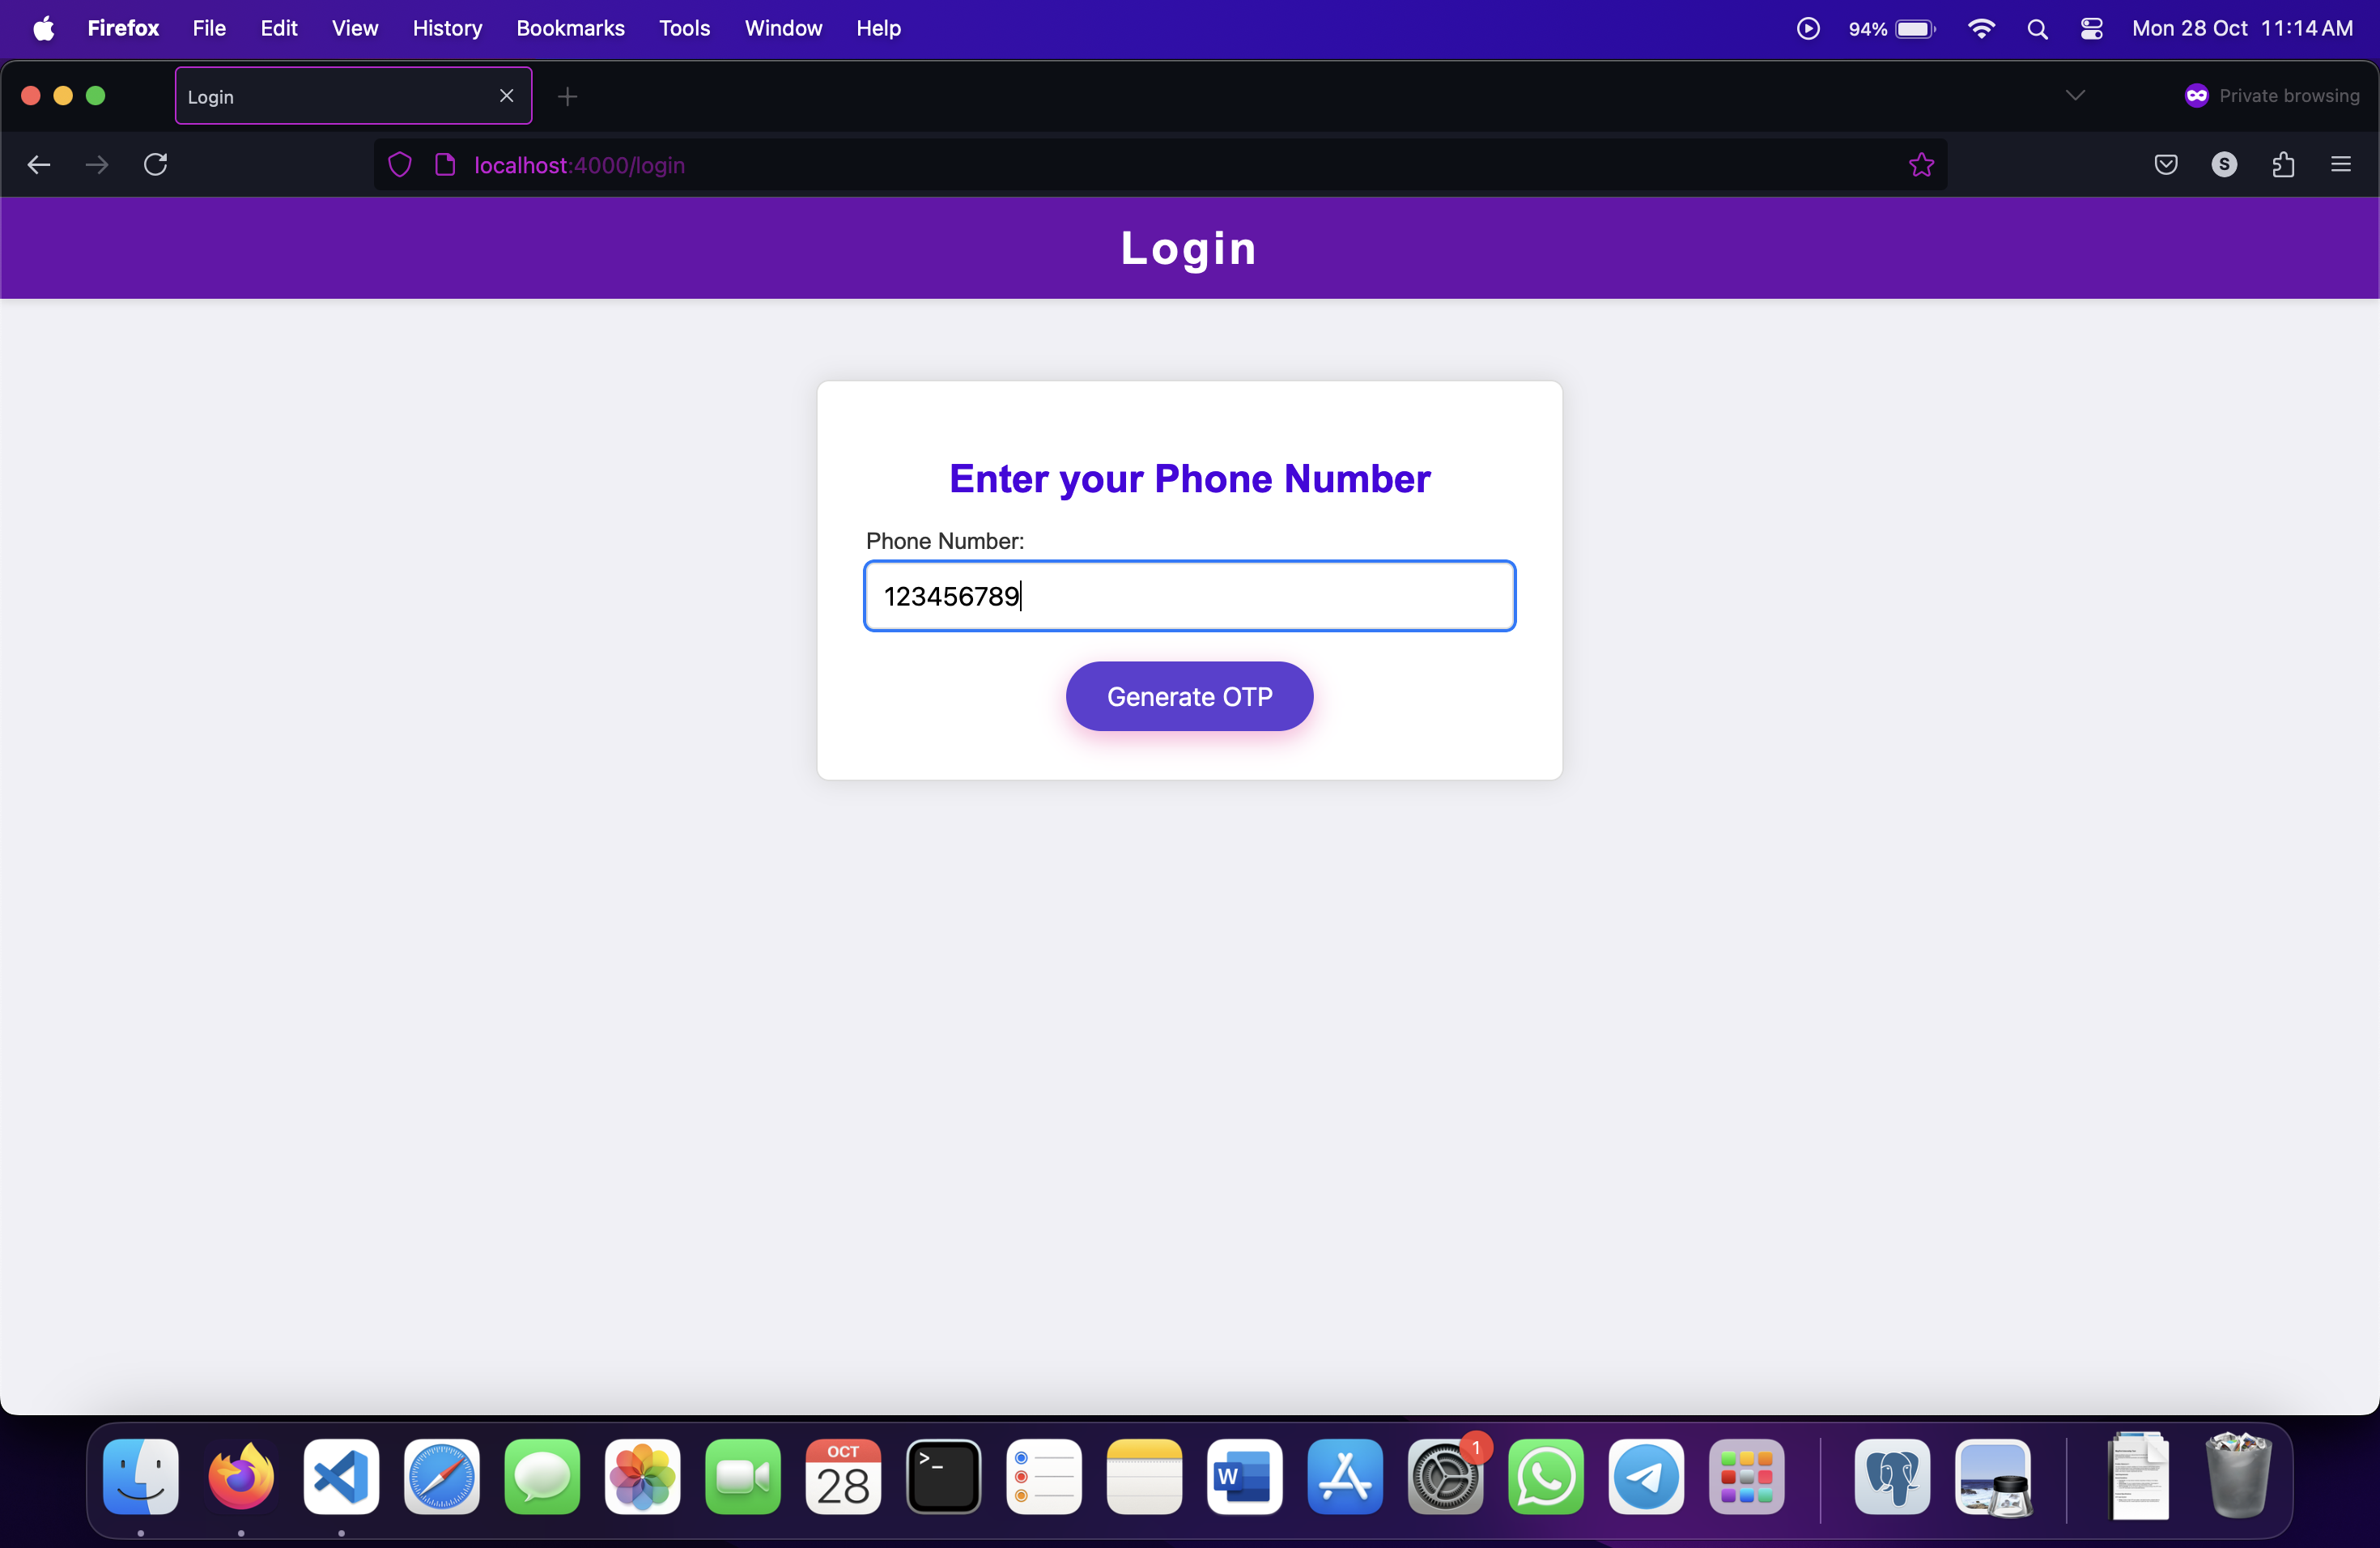 Firefox File Edit View History Bookmarks Tools Window Help 94% Mon 28 Oct 11:14 AM
Login Private browsing
localhost:4000/login S
Login
Enter your Phone Number
Phone Number:
123456789
Generate OTP
OCT
28
>_
W
1